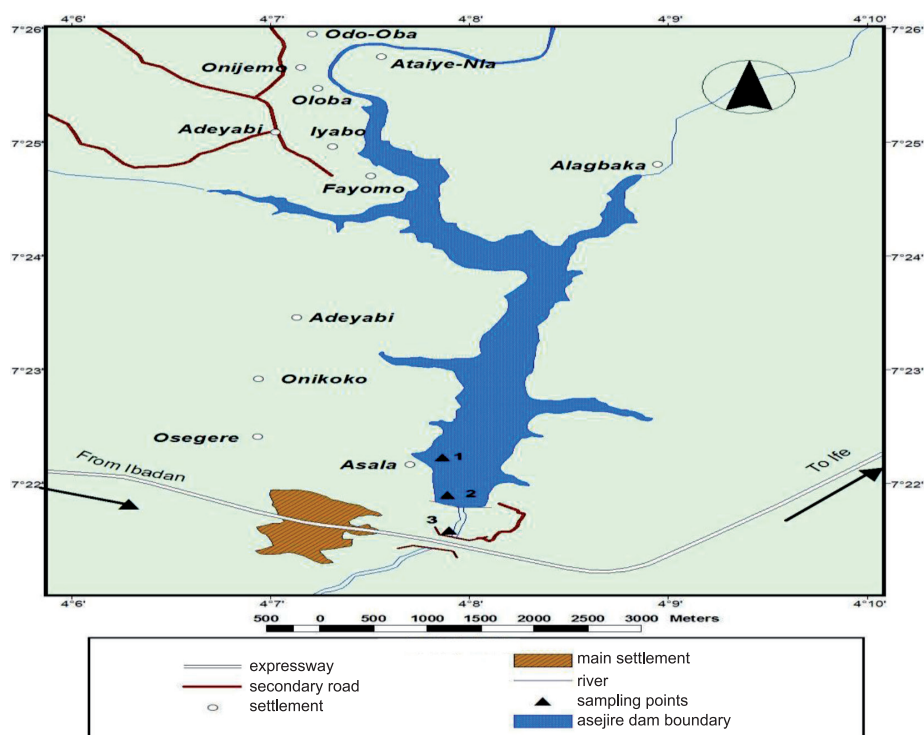 4°6' 4°7' 4°8' 4°9' 4°10'
7°26' 7°26'
Odo-Oba
Onijemo
Ataiye-Nla
Oloba
Adeyabi
Iyabo
7°25' 7°25'
Alagbaka
Fayomo
7°24' 7°24'
Adeyabi
7°23' 7°23'
Onikoko
Osegere
From Ibadan
Asala
1
To Ife
7°22' 7°22'
2
3
4°6' 4°7' 4°8' 4°9' 4°10'
500 0 500 1000 1500 2000 2500 3000 Meters
expressway
secondary road
settlement
main settlement
river
sampling points
asejire dam boundary